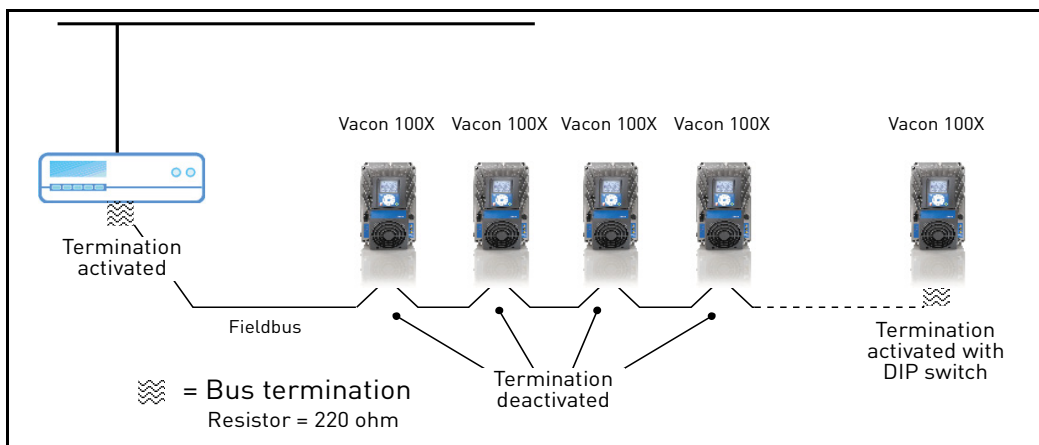 Vacon 100X Vacon 100X Vacon 100X Vacon 100X Vacon 100X
Termination
activated
Fieldbus
Termination
deactivated
Termination
activated with
DIP switch
= Bus termination
Resistor = 220 ohm